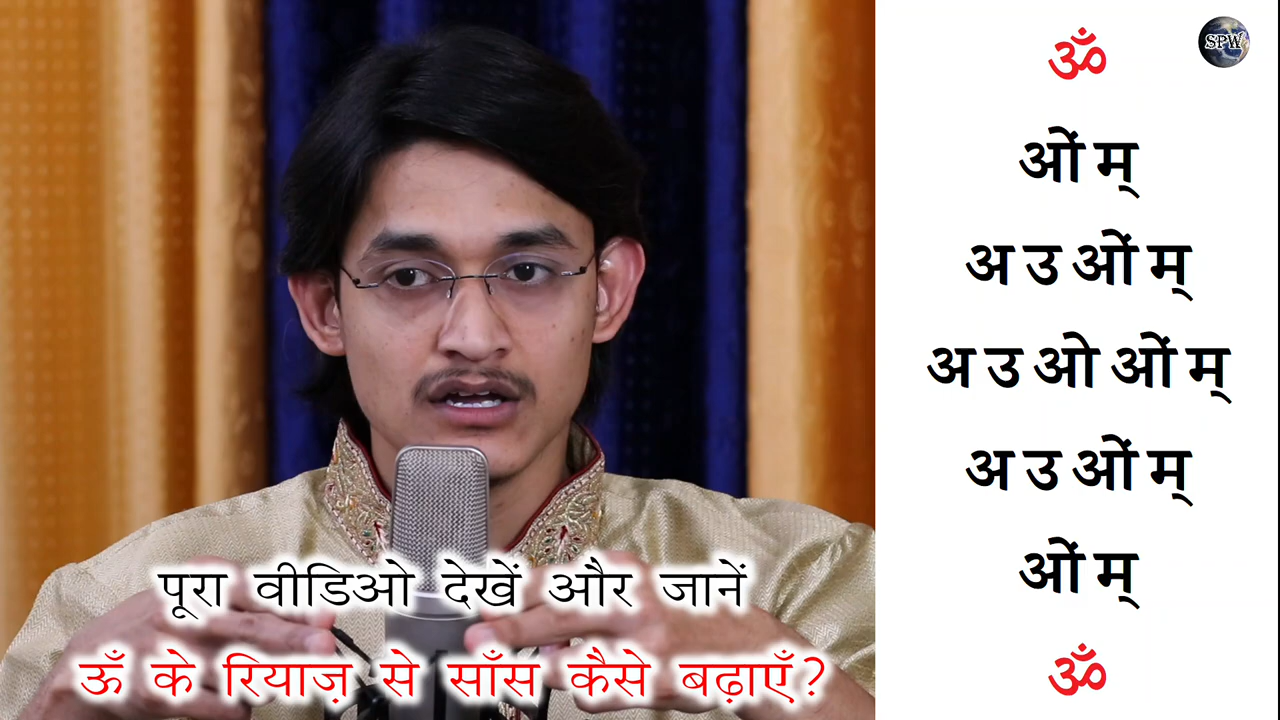 पूरा वीडिओ देखें और जानें
ऊँ के रियाज़ से साँस कैसे बढ़ाएँ?
ॐ
ओं म्
अ उ ओं म्
अ उ ओ ओं म्
अ उ ओं म्
ओं म्
ॐ
SPW